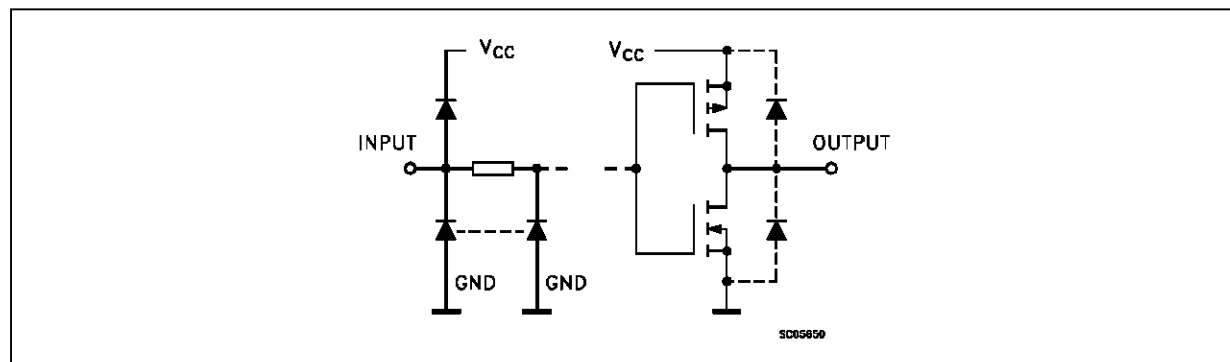 VCC
VCC
INPUT
OUTPUT
GND
GND
SC05650